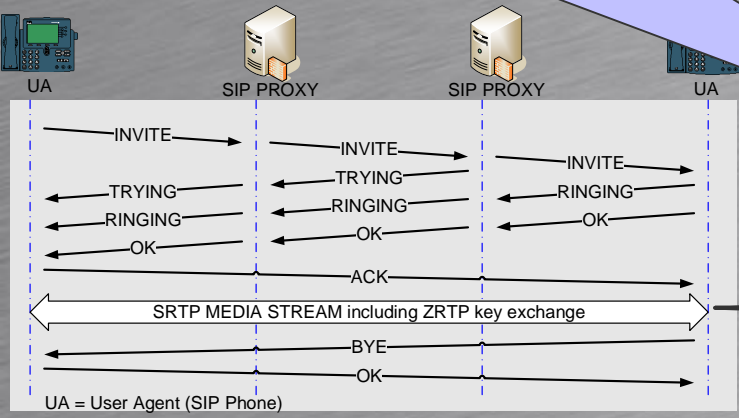 UA
SIP PROXY
SIP PROXY
UA
INVITE
INVITE
INVITE
TRYING
TRYING
RINGING
RINGING
RINGING
OK
OK
OK
ACK
SRTP MEDIA STREAM including ZRTP key exchange
BYE
OK
UA = User Agent (SIP Phone)